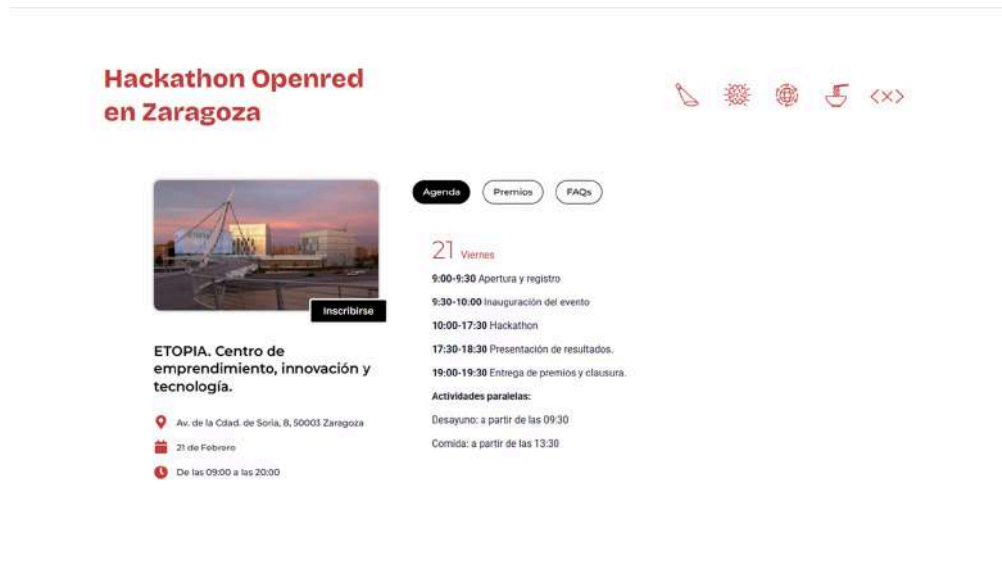 Hackathon Openred
en Zaragoza
ETOPIA
Inscribirse
ETOPIA. Centro de
emprendimiento, innovación y
tecnología.
Av. de la Cdad. de Soria, 8, 50003 Zaragoza
21 de Febrero
De las 09:00 a las 20:00
Agenda
Premios
FAQs
21 Viernes
9:00-9:30 Apertura y registro
9:30-10:00 Inauguración del evento
10:00-17:30 Hackathon
17:30-18:30 Presentación de resultados.
19:00-19:30 Entrega de premios y clausura.
Actividades paralelas:
Desayuno: a partir de las 09:30
Comida: a partir de las 13:30